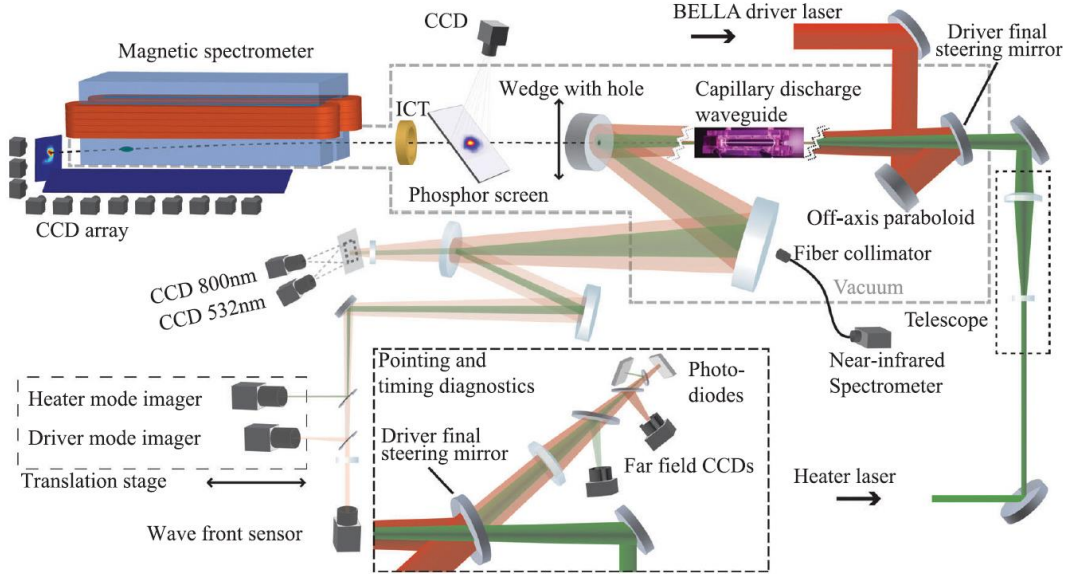 CCD
BELLA driver laser
Driver final
steering mirror
Magnetic spectrometer
ICT
Wedge with hole
Capillary discharge
waveguide
Phosphor screen
Off-axis paraboloid
CCD array
Fiber collimator
CCD 800nm
CCD 532nm
Vacuum
Telescope
Near-infrared
Spectrometer
Pointing and
timing diagnostics
Photo-
diodes
Heater mode imager
Driver mode imager
Driver final
steering mirror
Far field CCDs
Translation stage
Heater laser
Wave front sensor